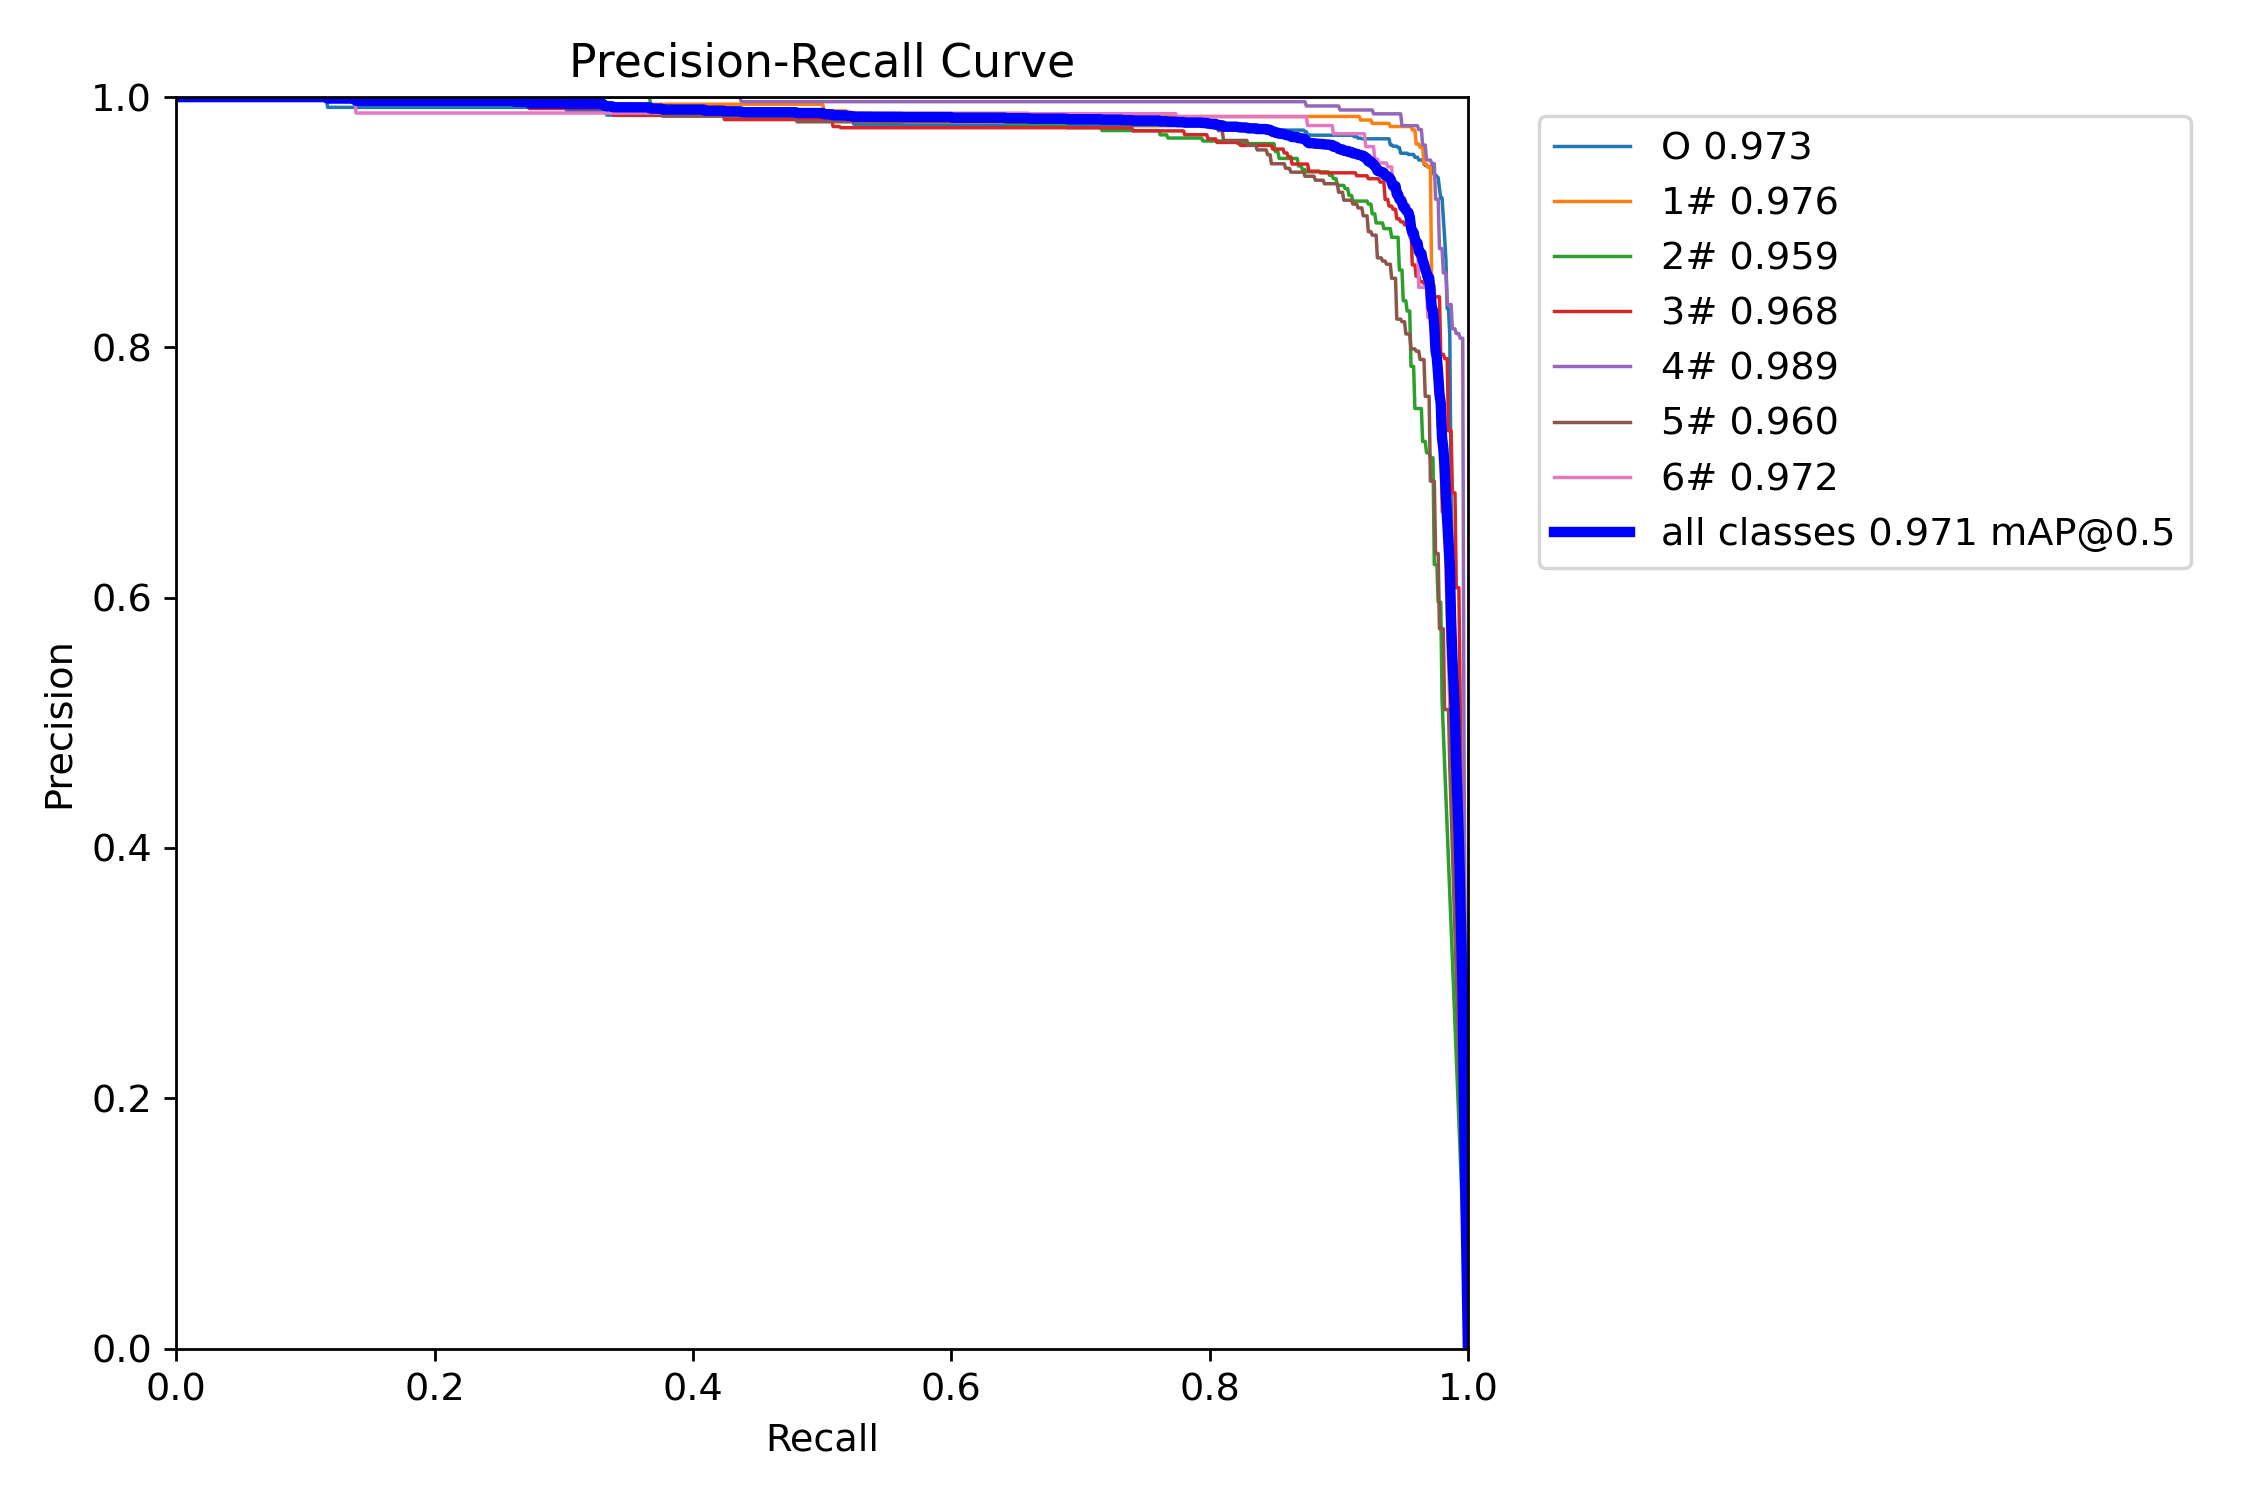 Precision-Recall Curve
1.0
0.8
0.6
0.4
0.2
0.0
Precision
0.0 0.2 0.4 0.6 0.8 1.0
Recall
O 0.973
1# 0.976
2# 0.959
3# 0.968
4# 0.989
5# 0.960
6# 0.972
all classes 0.971 mAP@0.5